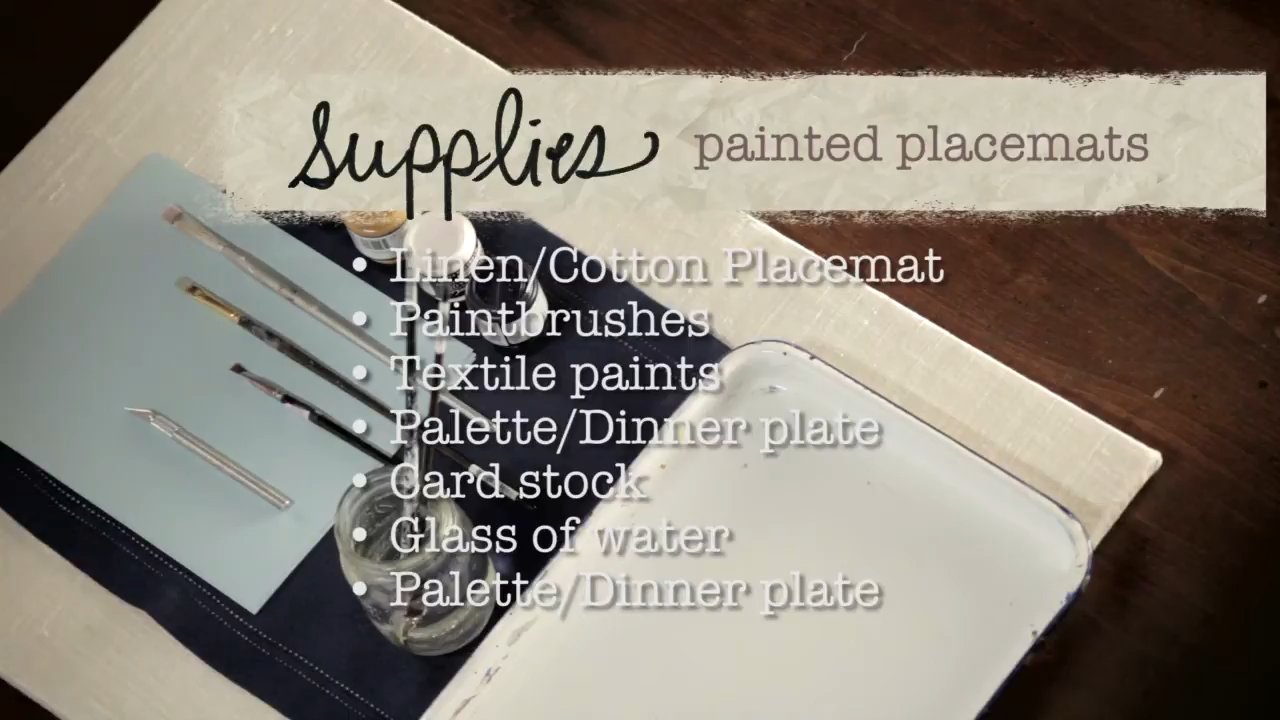 supplies painted placemats
• Linen/Cotton Placemat
• Paintbrushes
• Textile paints
• Palette/Dinner plate
• Card stock
• Glass of water
• Palette/Dinner plate